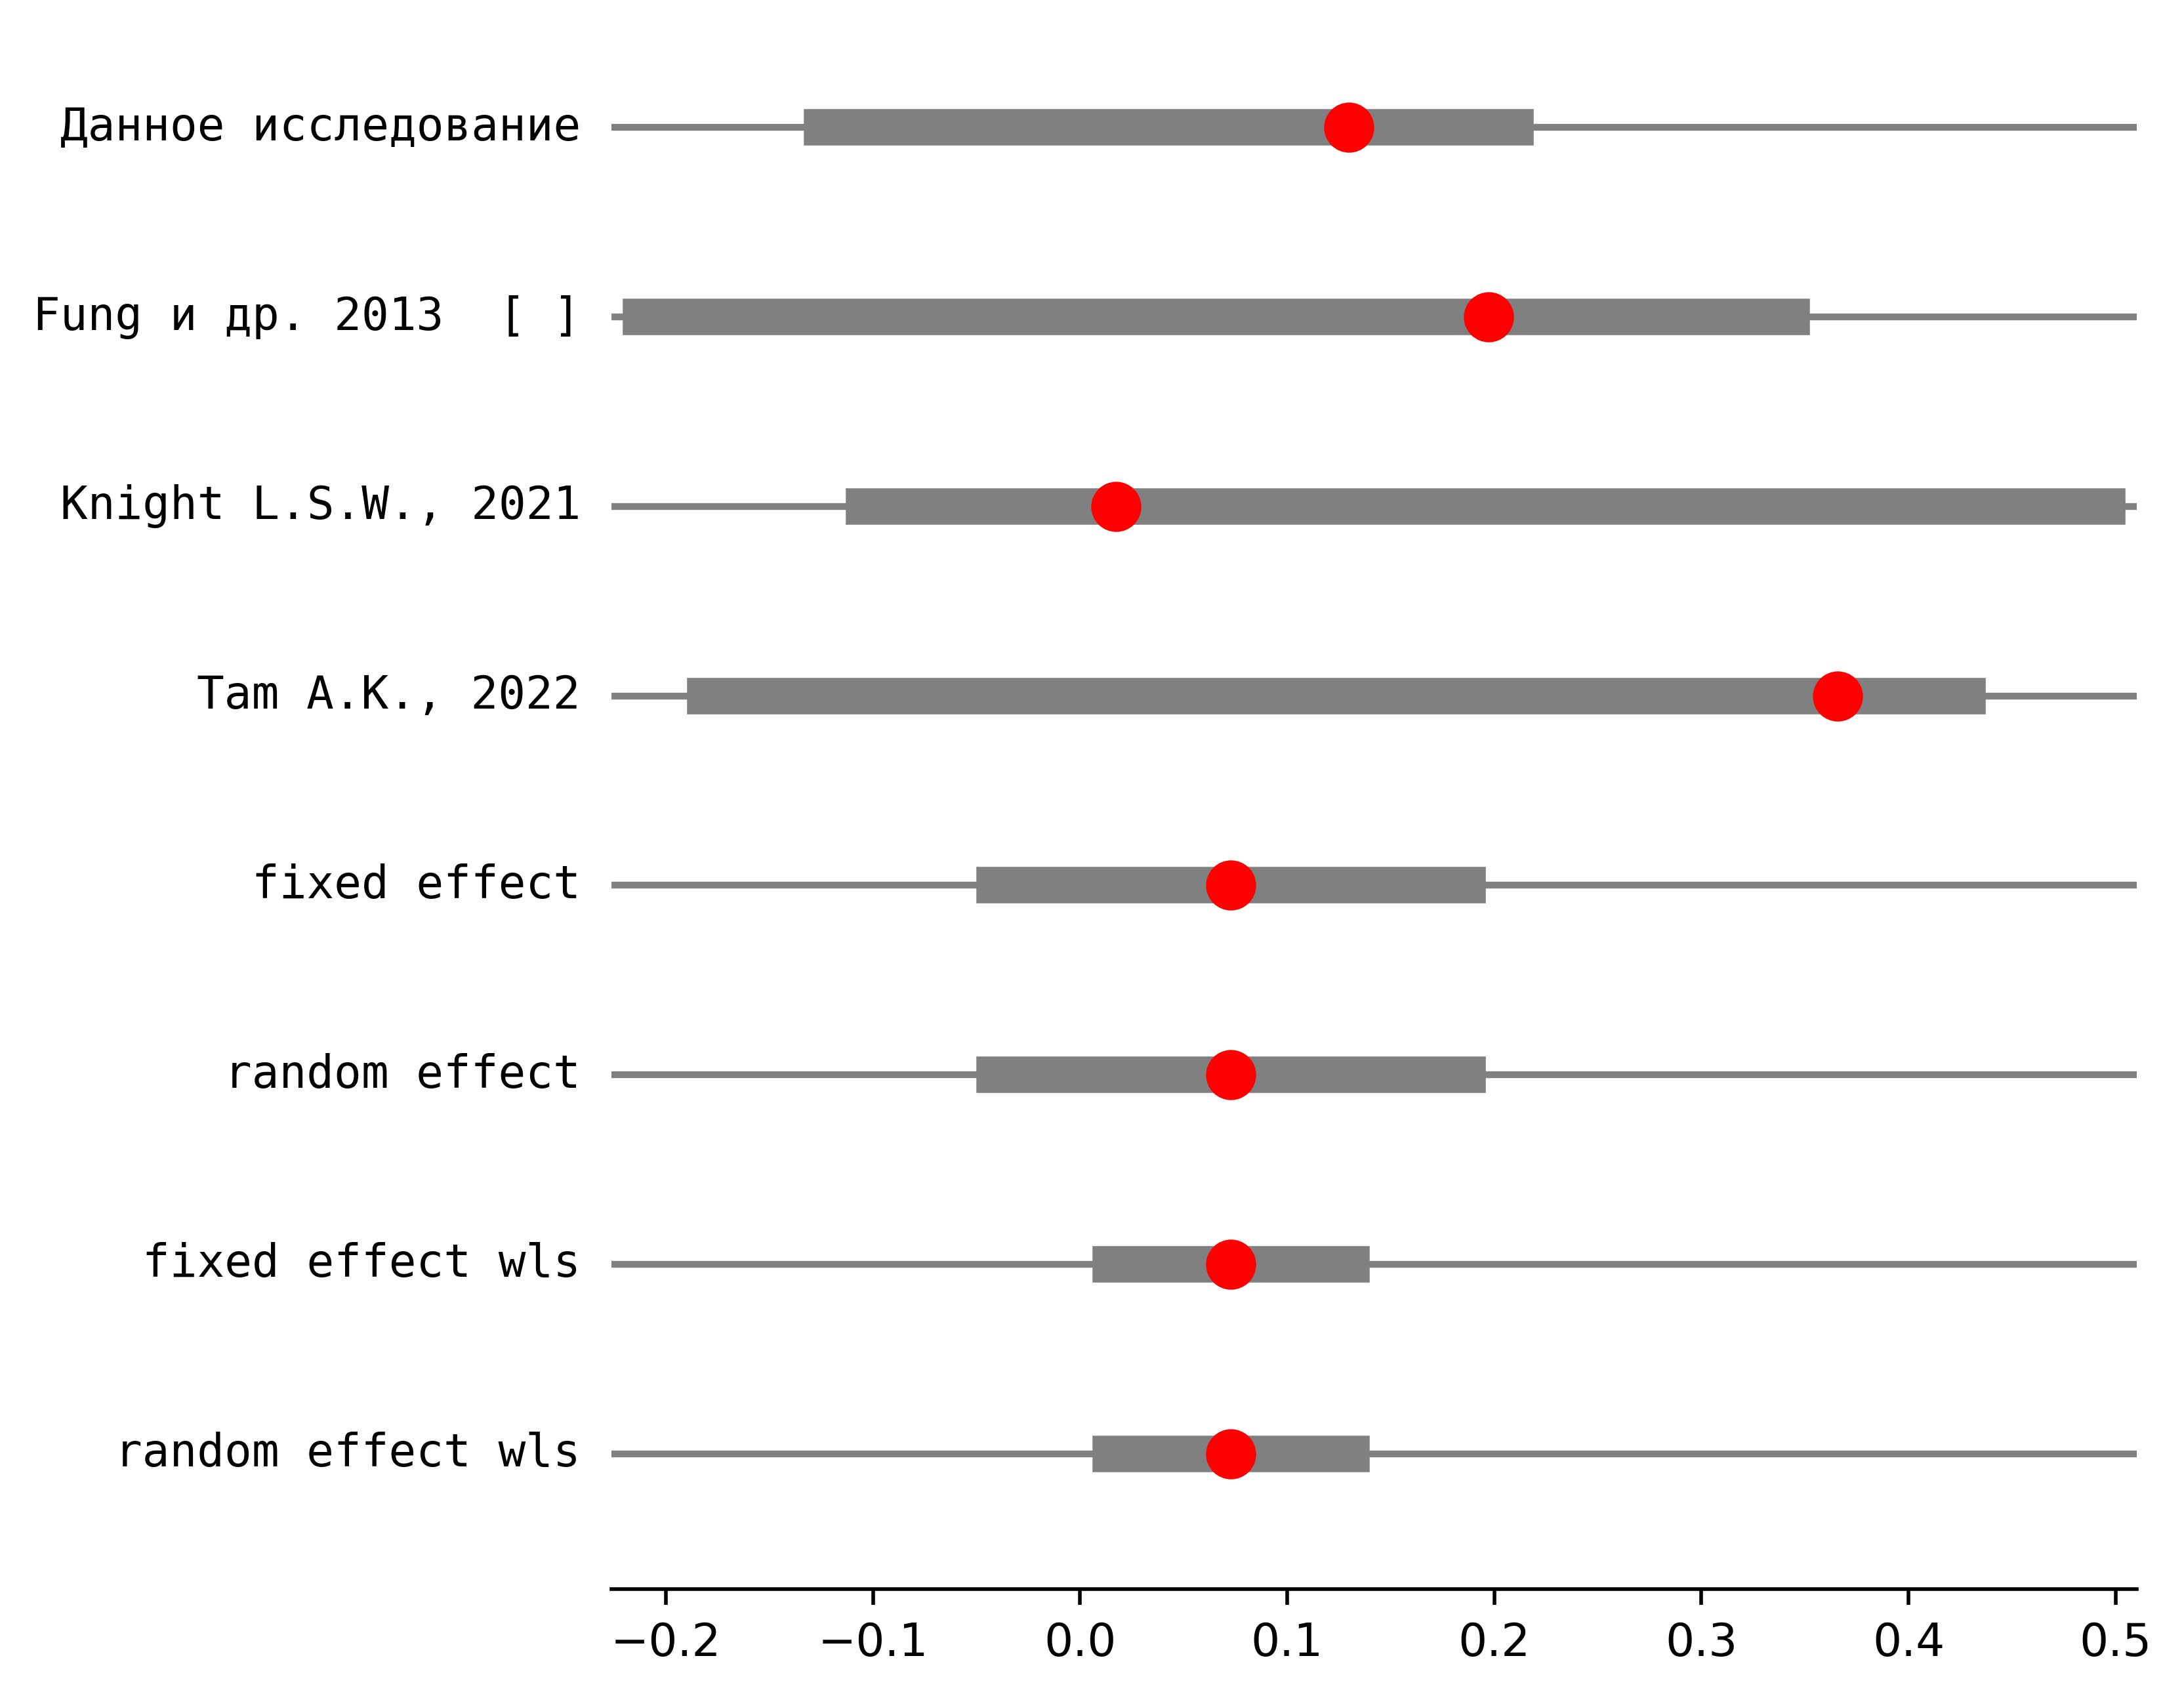 Данное исследование
Fung и др. 2013  [ ]
Knight L.S.W., 2021
Tam A.K., 2022
fixed effect
random effect
fixed effect wls
random effect wls
−0.2 −0.1 0.0 0.1 0.2 0.3 0.4 0.5